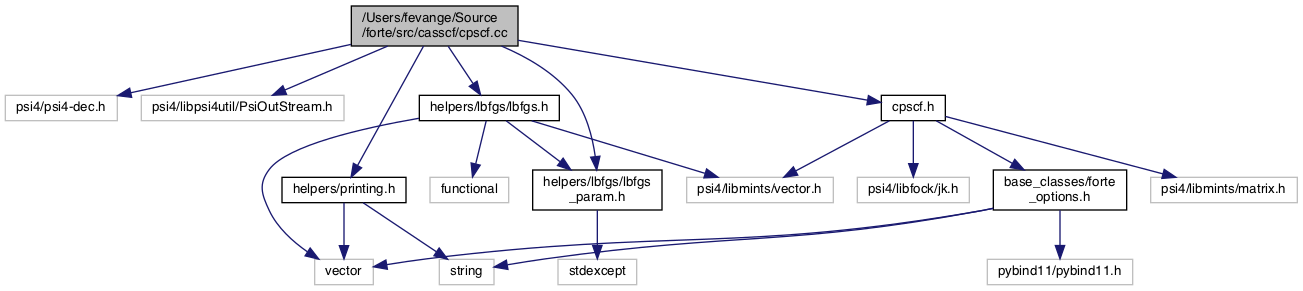 /Users/fevange/Source
/forte/src/casscf/cpscf.cc
psi4/psi4-dec.h
psi4/libpsi4util/PsiOutStream.h
helpers/lbfgs/lbfgs.h
cpscf.h
helpers/printing.h
functional
helpers/lbfgs/lbfgs
_param.h
psi4/libmints/vector.h
psi4/libfock/jk.h
base_classes/forte
_options.h
psi4/libmints/matrix.h
vector
string
stdexcept
pybind11/pybind11.h